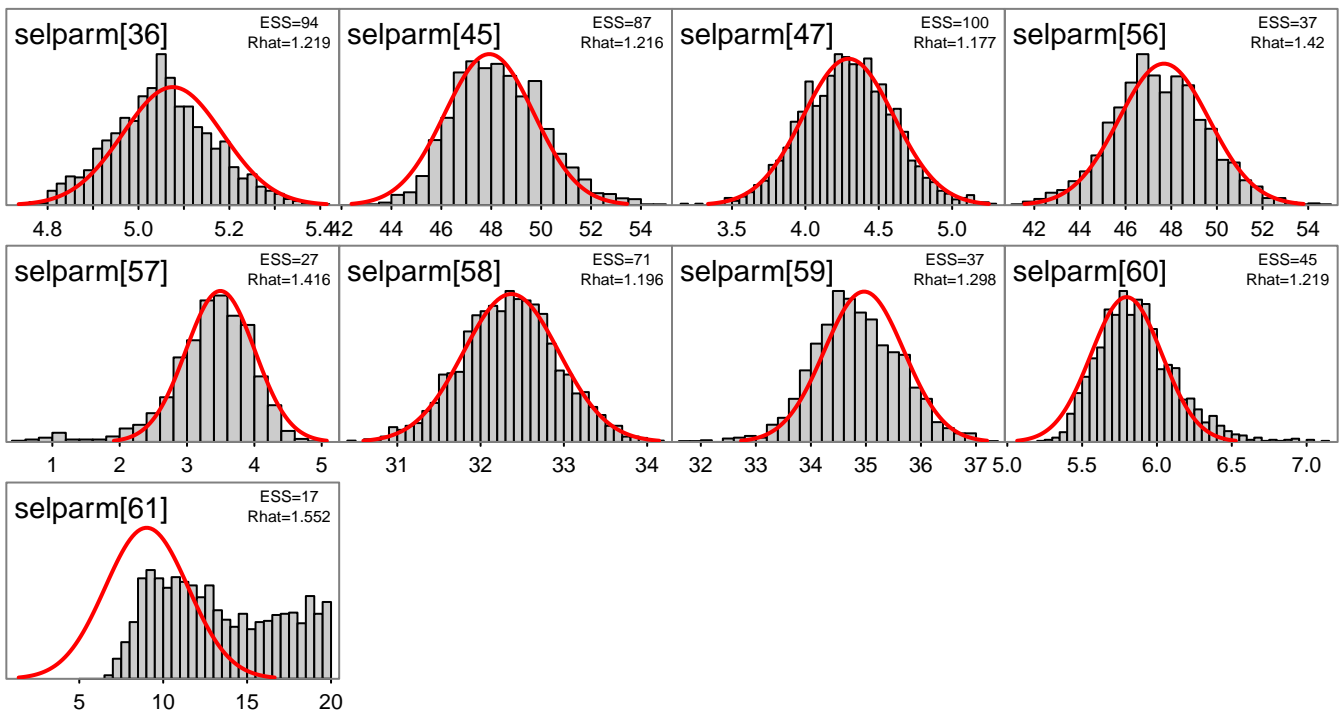 selparm[36]
ESS=94
Rhat=1.219
selparm[45]
ESS=87
Rhat=1.216
selparm[47]
ESS=100
Rhat=1.177
selparm[56]
ESS=37
Rhat=1.42
4.8 5.0 5.2 5.4
42 44 46 48 50 52 54
3.5 4.0 4.5 5.0
42 44 46 48 50 52 54
selparm[57]
ESS=27
Rhat=1.416
selparm[58]
ESS=71
Rhat=1.196
selparm[59]
ESS=37
Rhat=1.298
selparm[60]
ESS=45
Rhat=1.219
1 2 3 4 5
31 32 33 34
32 33 34 35 36 37
5.0 5.5 6.0 6.5 7.0
selparm[61]
ESS=17
Rhat=1.552
5 10 15 20